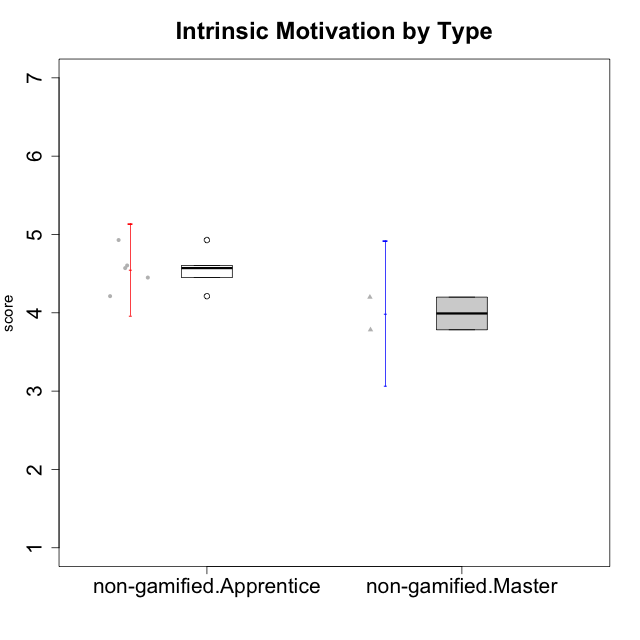 Intrinsic Motivation by Type
7
6
5
4
3
2
1
score
non-gamified.Apprentice
non-gamified.Master